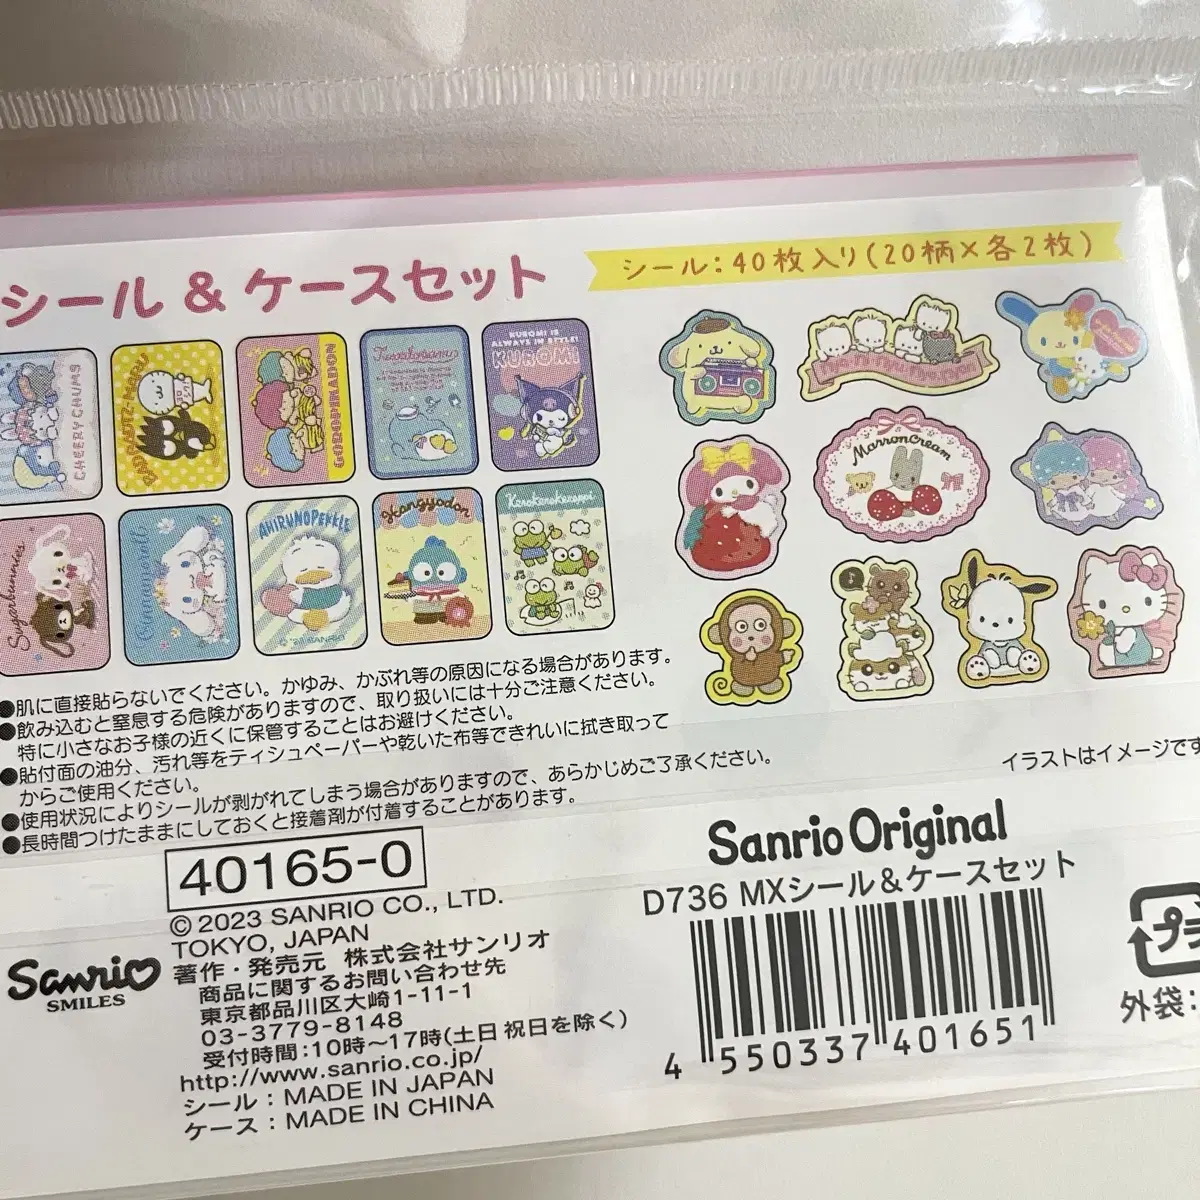 シール & ケースセット
シール:40枚入り(20柄×各2枚)
CHEERY CHUMS
BAD BADTZ-MARU
GOROPIKADON
KUROMI IS
ALWAYS IN STYLE!
KUROMI
Sugarbunnies
Cinnamoroll
AHIRUNOPEKKLE
© '23 SANRIO
Hangyodon
Kerokerokeroppi
MarronCream
●肌に直接貼らないでください。かゆみ、かぶれ等の原因になる場合があります。
●飲み込むと窒息する危険がありますので、取り扱いには十分ご注意ください。
特に小さなお子様の近くに保管することはお避けください。
●貼付面の油分、汚れ等をティシュペーパーや乾いた布等できれいに拭き取って
からご使用ください。
●使用状況によりシールが剥がれてしまう場合がありますので、あらかじめご了承ください。
●長時間つけたままにしておくと接着剤が付着することがあります。
イラストはイメージです
40165-0
© 2023 SANRIO CO., LTD.
TOKYO, JAPAN
著作・発売元 株式会社サンリオ
商品に関するお問い合わせ先
東京都品川区大崎1-11-1
03-3779-8148
受付時間:10時〜17時(土日祝日を除く)
http://www.sanrio.co.jp/
シール:MADE IN JAPAN
ケース:MADE IN CHINA
Sanrio
SMILES
Sanrio Original
D736 MXシール&ケースセット
4 550337 401651
プラ
外袋: